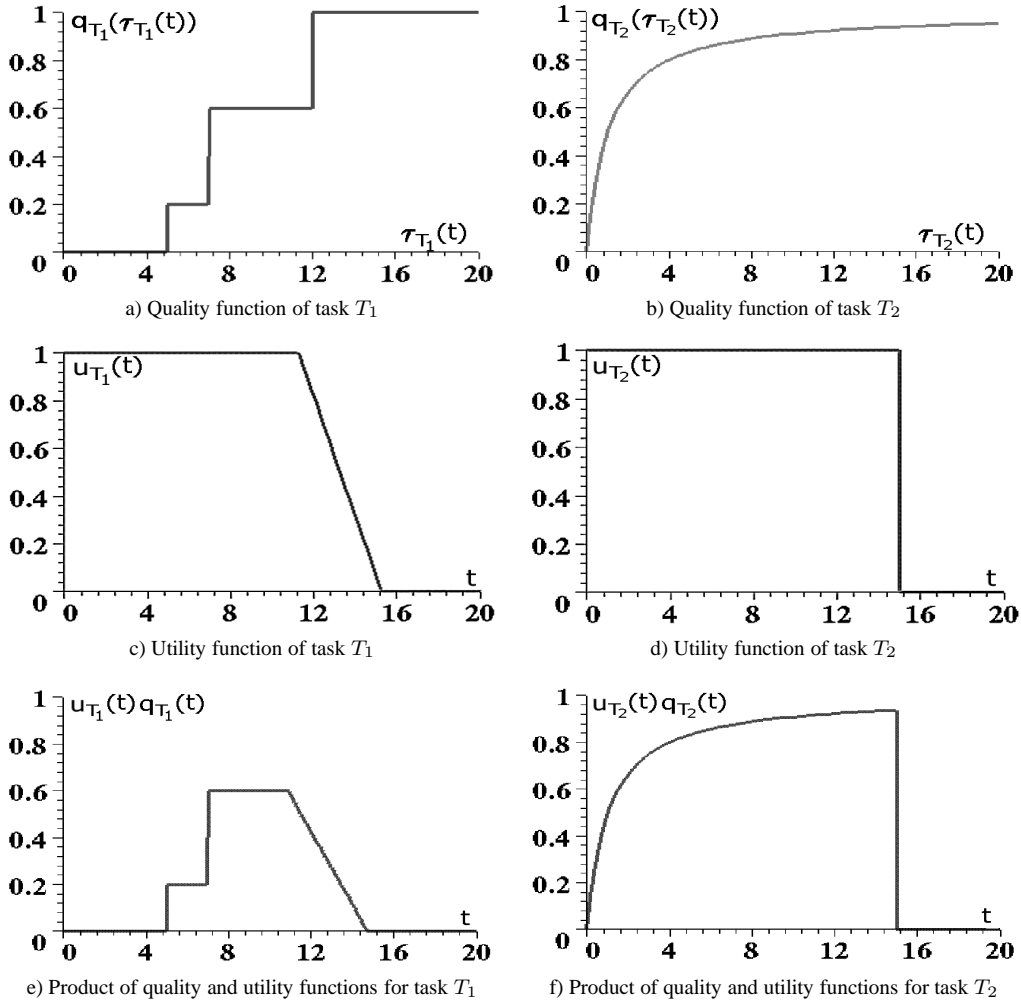 1
q_{T_1}(τ_{T_1}(t))
0.8
0.6
0.4
0.2
τ_{T_1}(t)
0
0 4 8 12 16 20
a) Quality function of task T_1
1
q_{T_2}(τ_{T_2}(t))
0.8
0.6
0.4
0.2
τ_{T_2}(t)
0
0 4 8 12 16 20
b) Quality function of task T_2
1
u_{T_1}(t)
0.8
0.6
0.4
0.2
t
0
0 4 8 12 16 20
c) Utility function of task T_1
1
u_{T_2}(t)
0.8
0.6
0.4
0.2
t
0
0 4 8 12 16 20
d) Utility function of task T_2
1
u_{T_1}(t) q_{T_1}(t)
0.8
0.6
0.4
0.2
t
0
0 4 8 12 16 20
e) Product of quality and utility functions for task T_1
1
u_{T_2}(t) q_{T_2}(t)
0.8
0.6
0.4
0.2
t
0
0 4 8 12 16 20
f) Product of quality and utility functions for task T_2